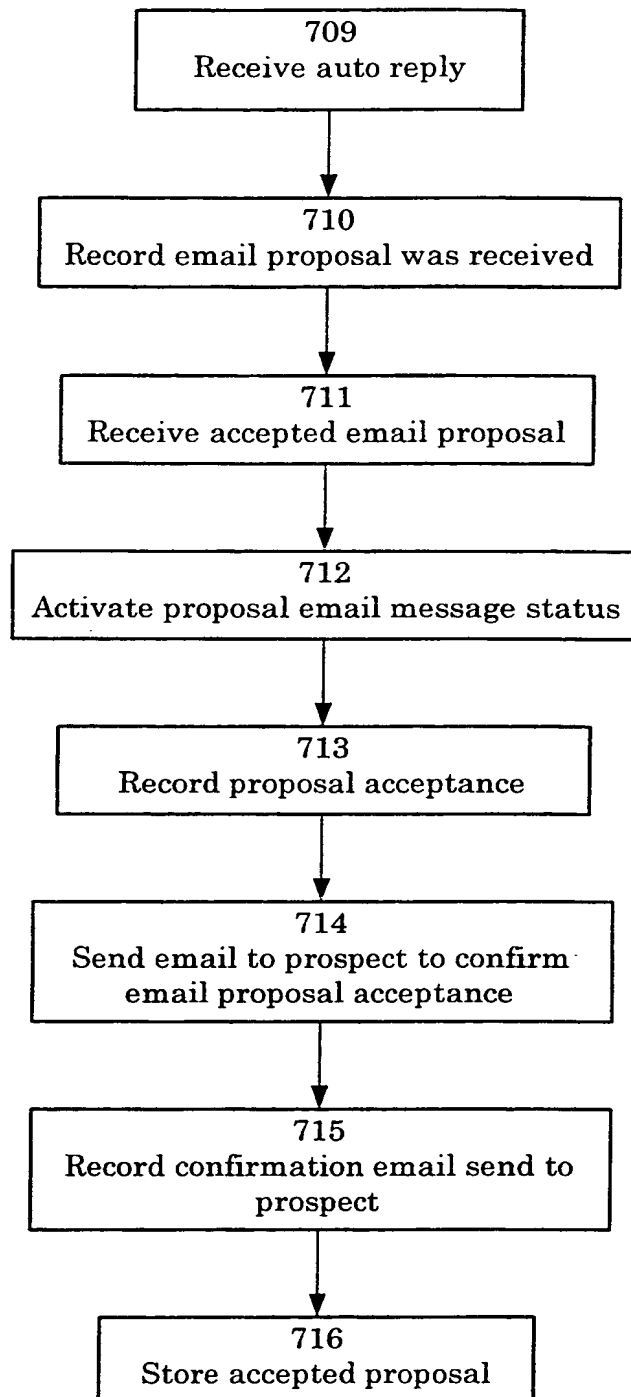 709
Receive auto reply
710
Record email proposal was received
711
Receive accepted email proposal
712
Activate proposal email message status
713
Record proposal acceptance
714
Send email to prospect to confirm
email proposal acceptance
715
Record confirmation email send to
prospect
716
Store accepted proposal